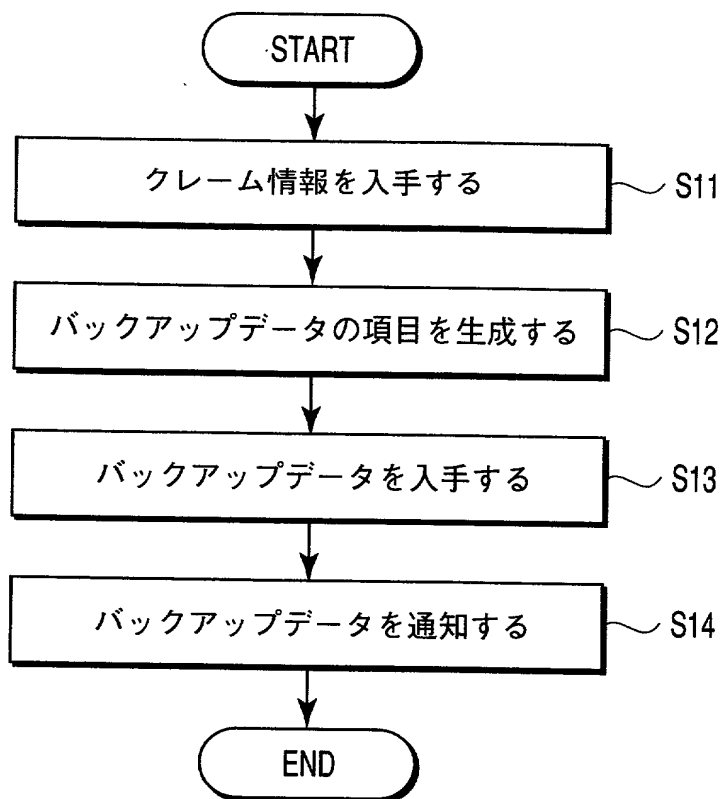 START
クレーム情報を入手する
S11
バックアップデータの項目を生成する
S12
バックアップデータを入手する
S13
バックアップデータを通知する
S14
END